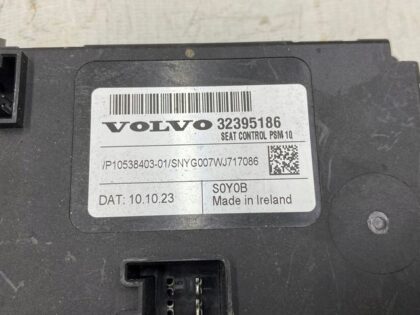 VOLVO 32395186
SEAT CONTROL PSM 10
/P10538403-01/SNYG007WJ717086
DAT: 10.10.23
S0Y0B
Made in Ireland